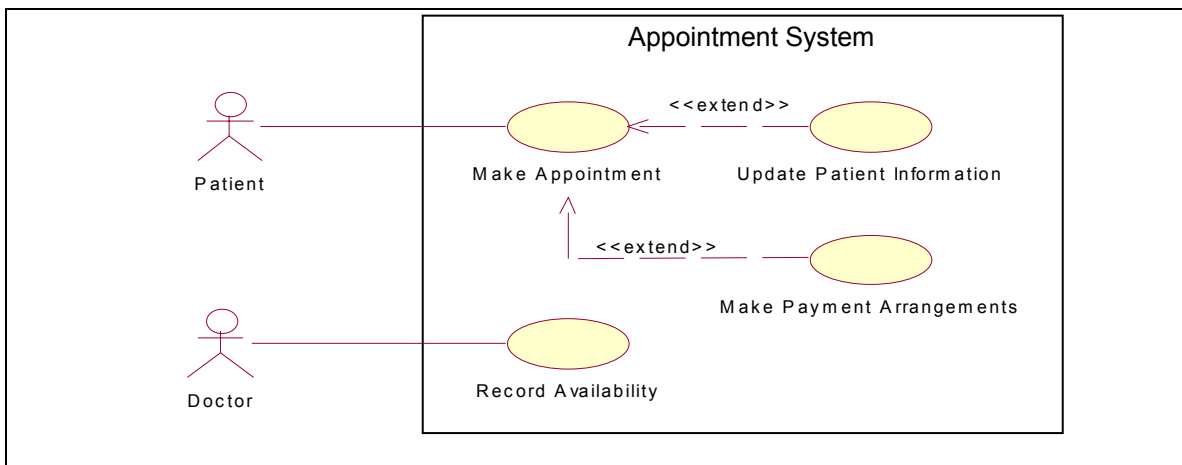 Appointment System
<<extend>>
Patient
Make Appointment
Update Patient Information
<<extend>>
Make Payment Arrangements
Doctor
Record Availability